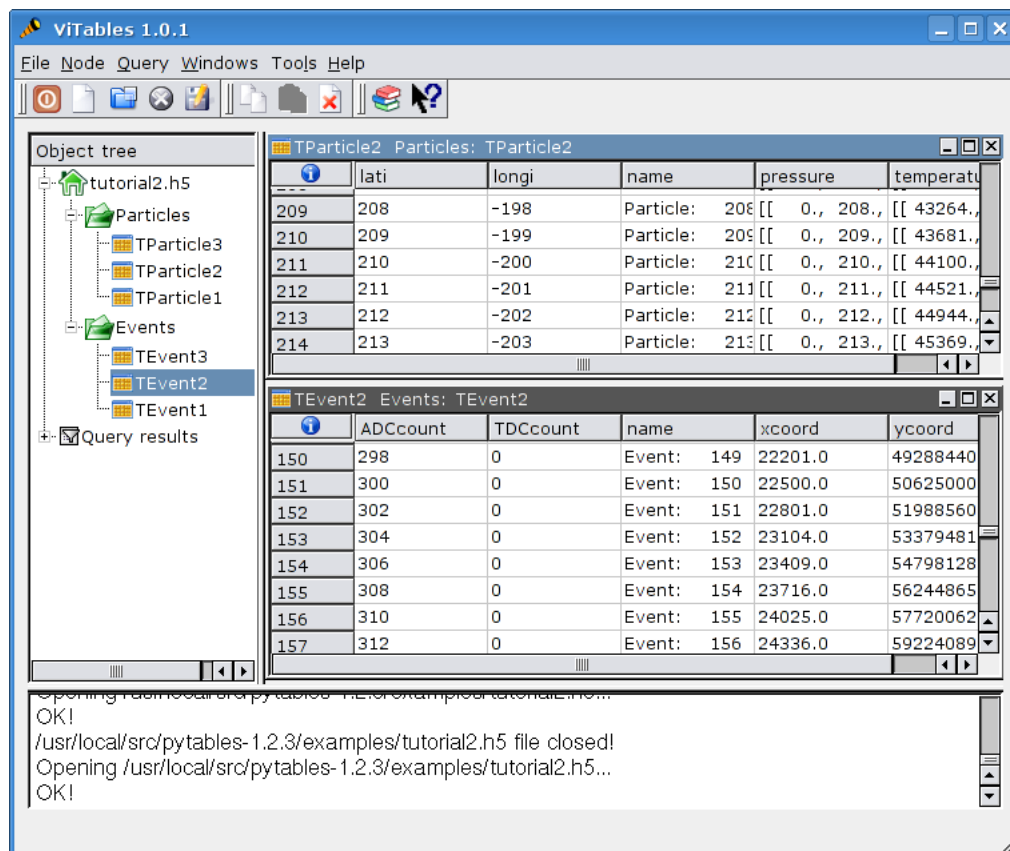 ViTables 1.0.1
File Node Query Windows Tools Help
Object tree
tutorial2.h5
Particles
TParticle3
TParticle2
TParticle1
Events
TEvent3
TEvent2
TEvent1
Query results
TParticle2 Particles: TParticle2
lati longi name pressure temperatu
209 208 -198 Particle: 208 [[ 0., 208., [[ 43264.,
210 209 -199 Particle: 209 [[ 0., 209., [[ 43681.,
211 210 -200 Particle: 210 [[ 0., 210., [[ 44100.,
212 211 -201 Particle: 211 [[ 0., 211., [[ 44521.,
213 212 -202 Particle: 212 [[ 0., 212., [[ 44944.,
214 213 -203 Particle: 213 [[ 0., 213., [[ 45369.,
TEvent2 Events: TEvent2
ADCcount TDCcount name xcoord ycoord
150 298 0 Event: 149 22201.0 49288440
151 300 0 Event: 150 22500.0 50625000
152 302 0 Event: 151 22801.0 51988560
153 304 0 Event: 152 23104.0 53379481
154 306 0 Event: 153 23409.0 54798128
155 308 0 Event: 154 23716.0 56244865
156 310 0 Event: 155 24025.0 57720062
157 312 0 Event: 156 24336.0 59224089
OK!
/usr/local/src/pytables-1.2.3/examples/tutorial2.h5 file closed!
Opening /usr/local/src/pytables-1.2.3/examples/tutorial2.h5...
OK!